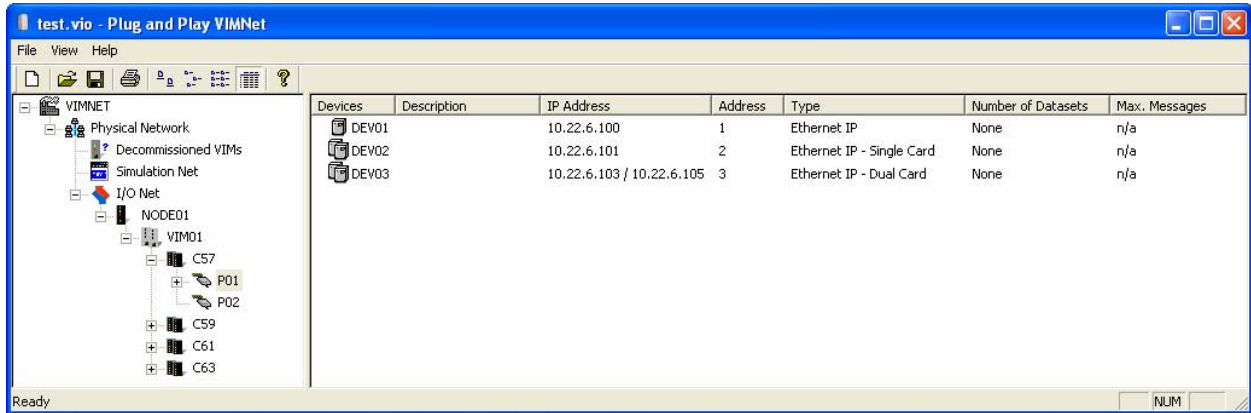 test.vio - Plug and Play VIMNet
File View Help
VIMNET
Physical Network
Decommissioned VIMs
Simulation Net
I/O Net
NODE01
VIM01
C57
P01
P02
C59
C61
C63
Devices Description IP Address Address Type Number of Datasets Max. Messages
DEV01 10.22.6.100 1 Ethernet IP None n/a
DEV02 10.22.6.101 2 Ethernet IP - Single Card None n/a
DEV03 10.22.6.103 / 10.22.6.105 3 Ethernet IP - Dual Card None n/a
Ready NUM